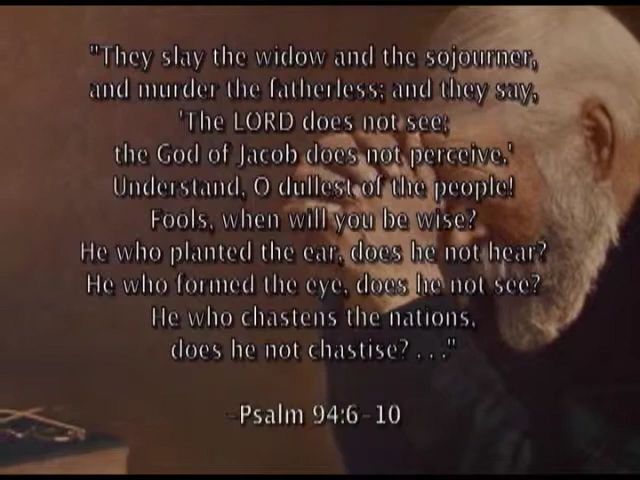 "They slay the widow and the sojourner,
and murder the fatherless; and they say,
'The LORD does not see;
the God of Jacob does not perceive.'
Understand, O dullest of the people!
Fools, when will you be wise?
He who planted the ear, does he not hear?
He who formed the eye, does he not see?
He who chastens the nations,
does he not chastise? . . ."
-Psalm 94:6-10